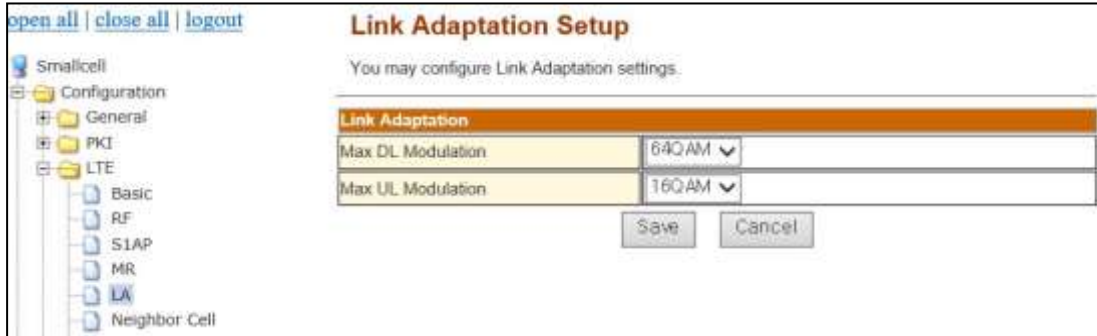 open all | close all | logout
Smallcell
Configuration
General
PKI
LTE
Basic
RF
S1AP
MR
LA
Neighbor Cell
Link Adaptation Setup
You may configure Link Adaptation settings.
Link Adaptation
Max DL Modulation 64QAM
Max UL Modulation 16QAM
Save Cancel